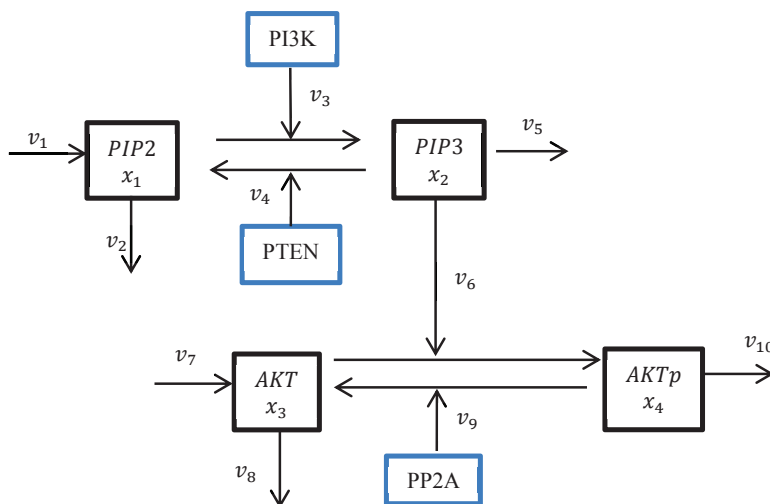 PI3K
v₃
v₁
PIP2
x₁
PIP3
x₂
v₅
v₄
v₂
PTEN
v₆
v₇
AKT
x₃
AKTp
x₄
v₁₀
v₉
v₈
PP2A